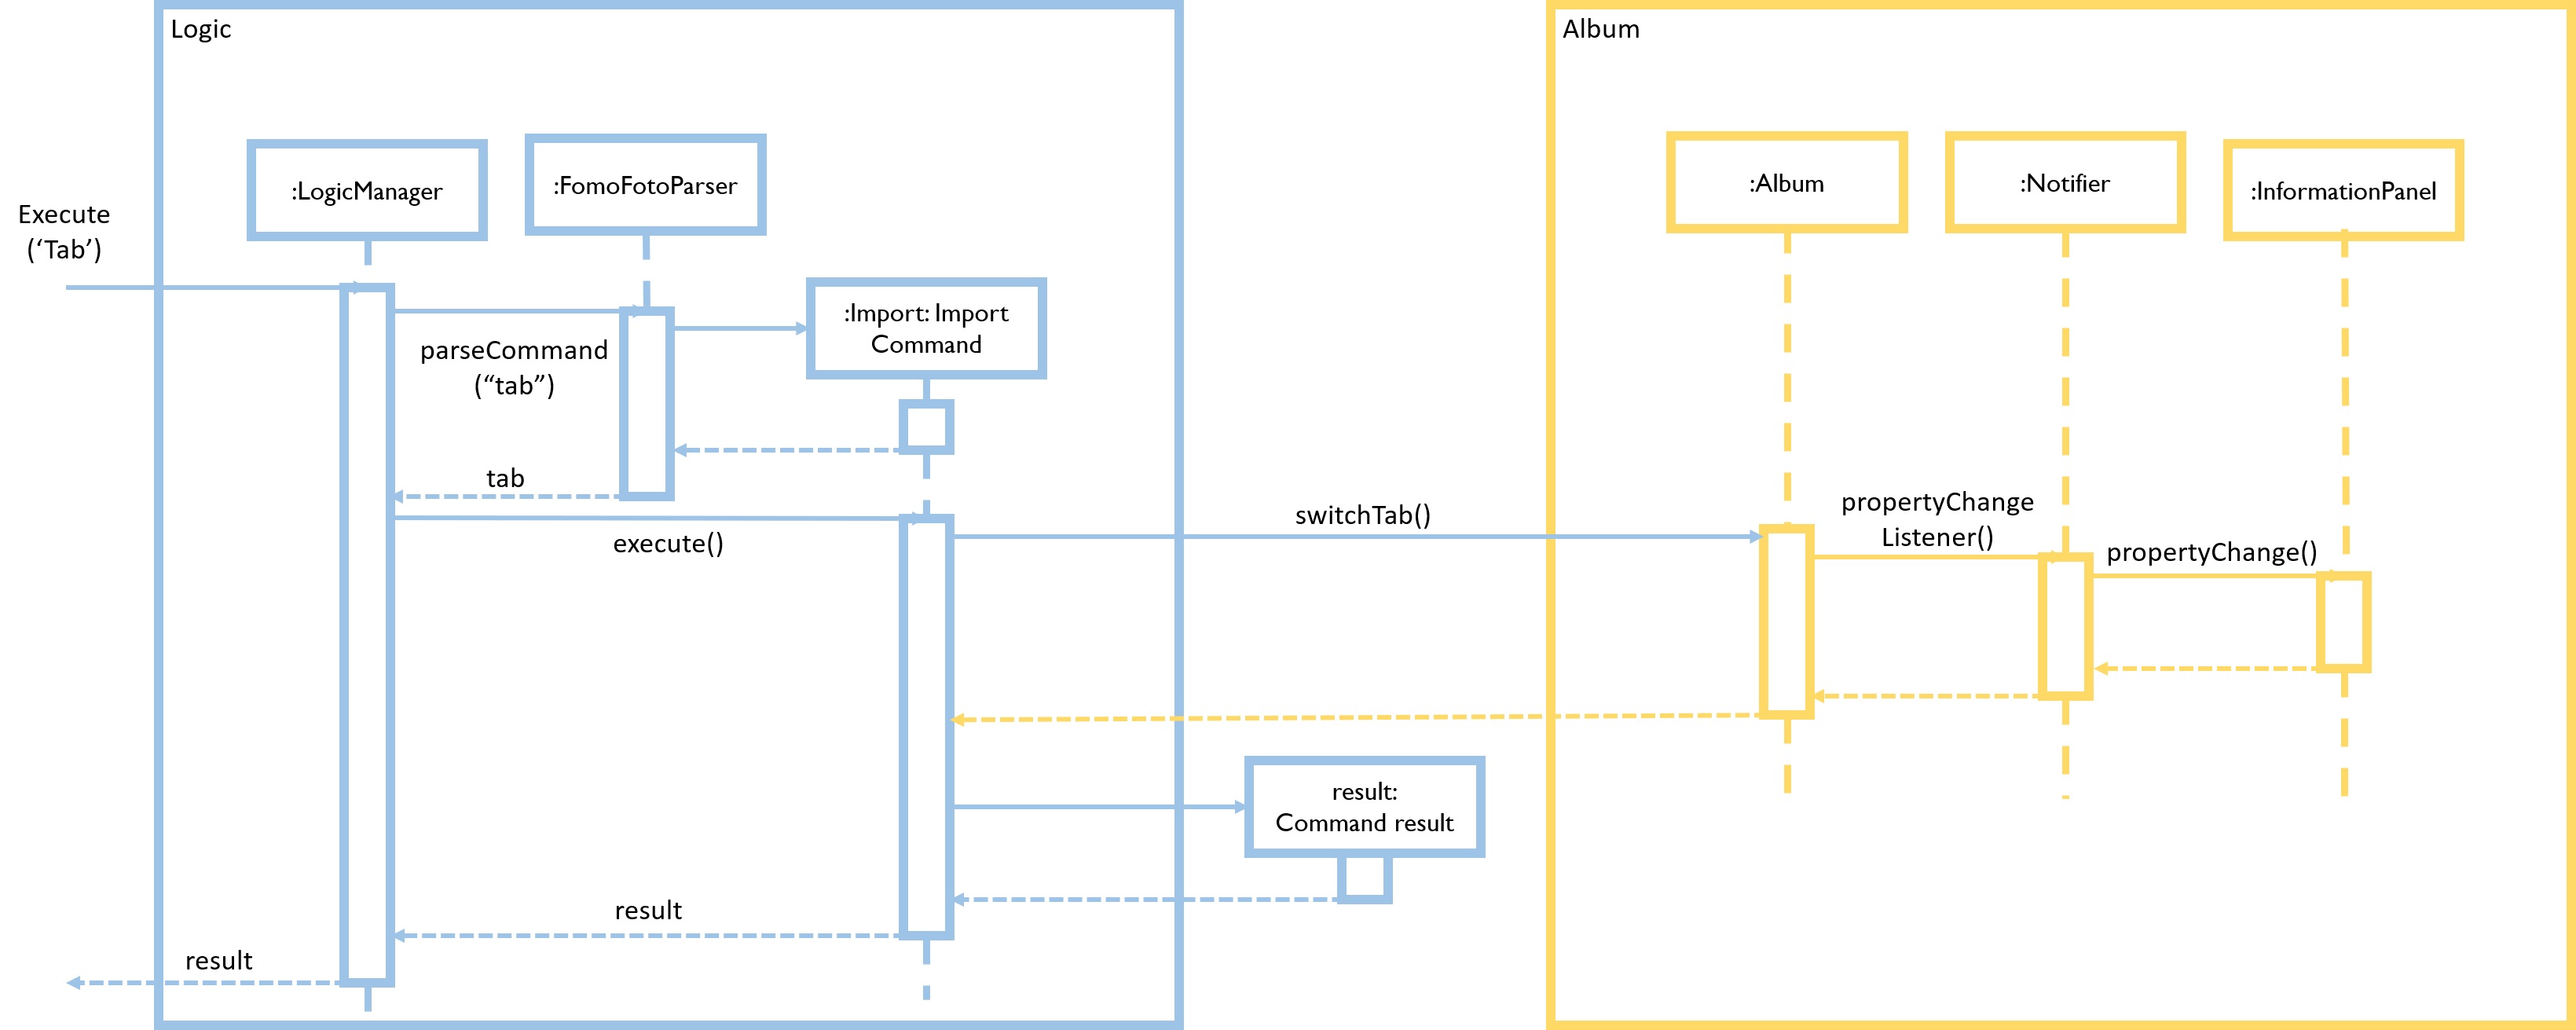 Logic
Album
:LogicManager
:FomoFotoParser
:Album
:Notifier
:InformationPanel
Execute
(‘Tab’)
:Import: Import
Command
parseCommand
(“tab”)
tab
execute()
switchTab()
propertyChange
Listener()
propertyChange()
result:
Command result
result
result